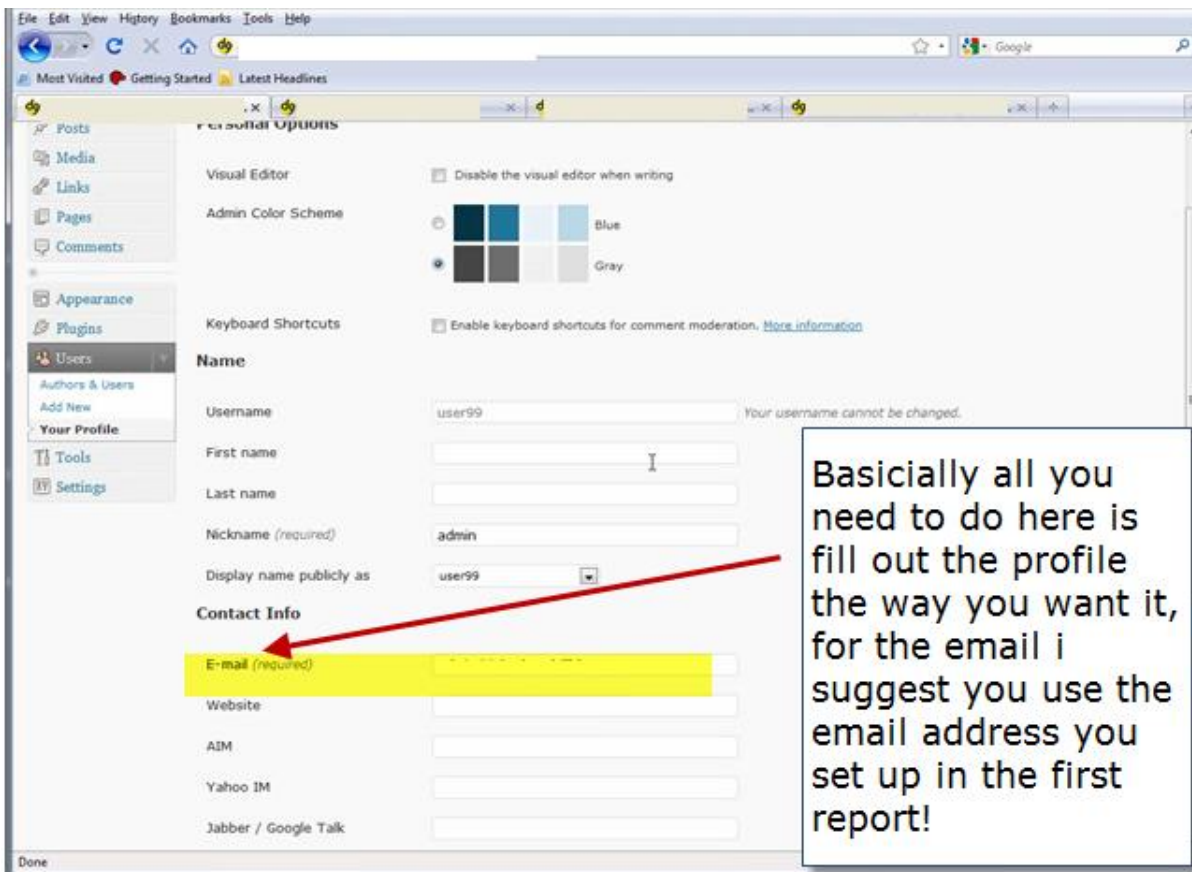 File Edit View History Bookmarks Tools Help
Google
Most Visited Getting Started Latest Headlines
Posts
Personal Options
Media
Links
Pages
Comments
Appearance
Plugins
Users
Authors & Users
Add New
Your Profile
Tools
Settings
Visual Editor Disable the visual editor when writing
Admin Color Scheme
Blue
Gray
Keyboard Shortcuts Enable keyboard shortcuts for comment moderation. More information
Name
Username user99 Your username cannot be changed.
First name
Last name
Nickname (required) admin
Display name publicly as user99
Contact Info
E-mail (required)
Website
AIM
Yahoo IM
Jabber / Google Talk
Basicially all you
need to do here is
fill out the profile
the way you want it,
for the email i
suggest you use the
email address you
set up in the first
report!
Done